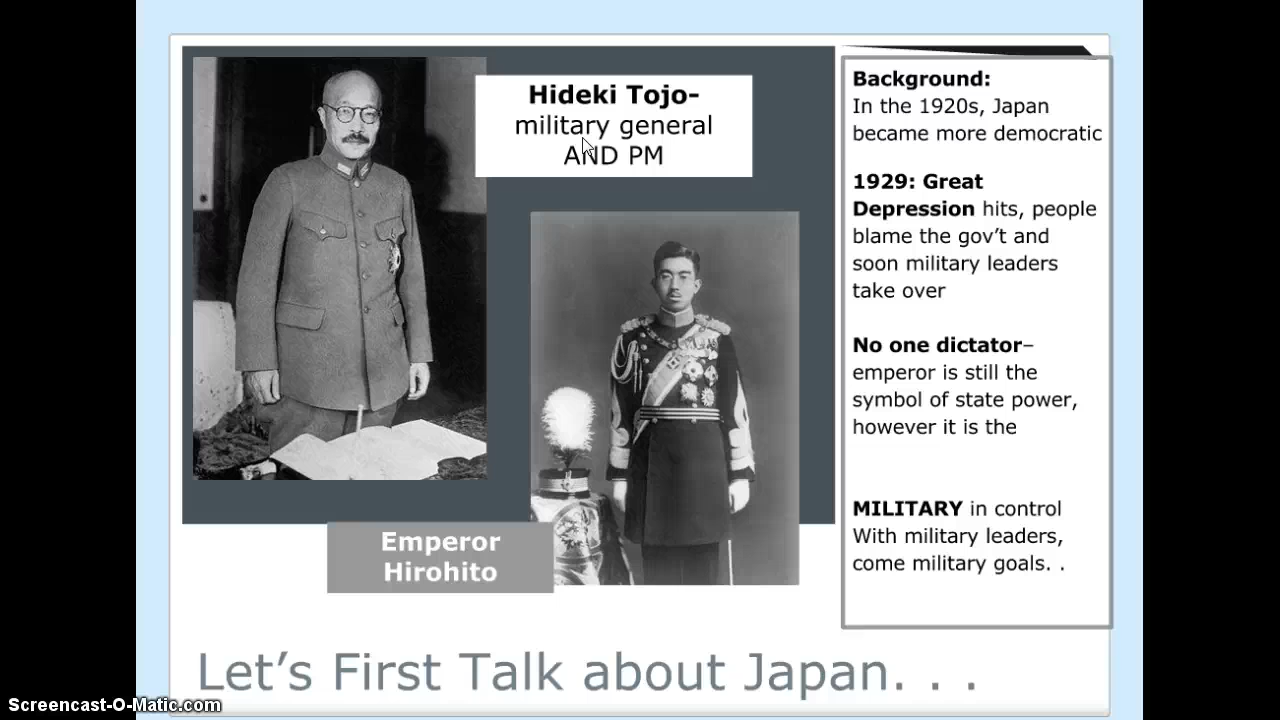 Hideki Tojo-
military general
AND PM
Emperor
Hirohito
Background:
In the 1920s, Japan
became more democratic
1929: Great
Depression hits, people
blame the gov’t and
soon military leaders
take over
No one dictator–
emperor is still the
symbol of state power,
however it is the
MILITARY in control
With military leaders,
come military goals. .
Let’s First Talk about Japan. . .
Screencast-O-Matic.com